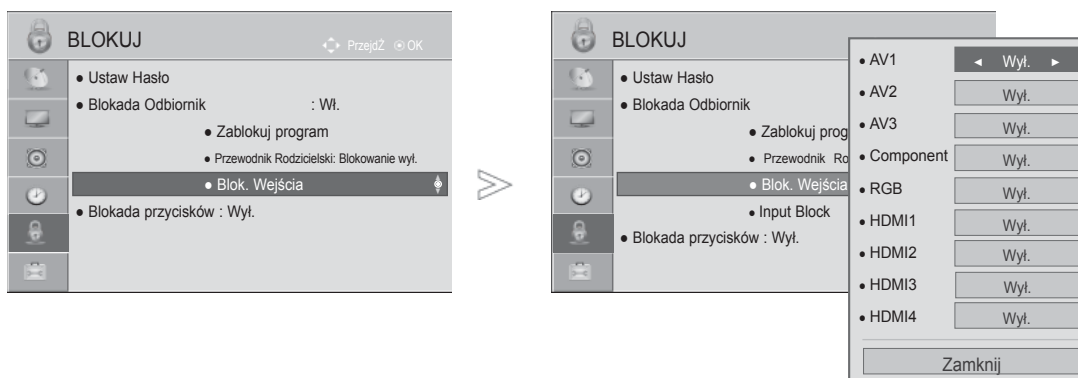 BLOKUJ
PrzejdŹ OK
● Ustaw Hasło
● Blokada Odbiornik : Wł.
● Zablokuj program
● Przewodnik Rodzicielski: Blokowanie wył.
● Blok. Wejścia
● Blokada przycisków : Wył.
BLOKUJ
● Ustaw Hasło
● Blokada Odbiornik
● Zablokuj prog
● Przewodnik Ro
● Blok. Wejścia
● Input Block
● Blokada przycisków : Wył.
● AV1 ◄ Wył. ►
● AV2 Wył.
● AV3 Wył.
● Component Wył.
● RGB Wył.
● HDMI1 Wył.
● HDMI2 Wył.
● HDMI3 Wył.
● HDMI4 Wył.
Zamknij